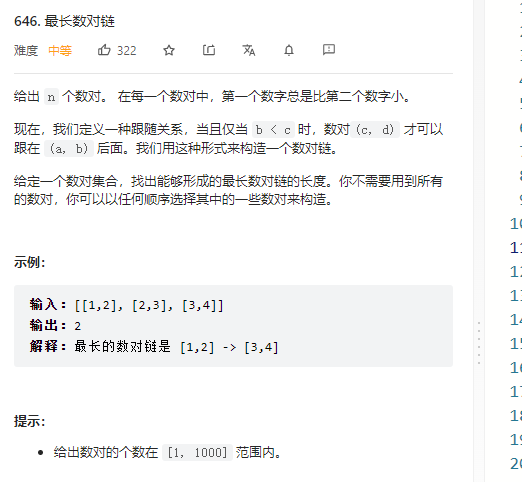 646. 最长数对链
难度 中等 322
给出 n 个数对。 在每一个数对中，第一个数字总是比第二个数字小。
现在，我们定义一种跟随关系，当且仅当 b < c 时，数对(c, d) 才可以
跟在 (a, b) 后面。我们用这种形式来构造一个数对链。
给定一个数对集合，找出能够形成的最长数对链的长度。你不需要用到所有
的数对，你可以以任何顺序选择其中的一些数对来构造。
示例：
输入：[[1,2], [2,3], [3,4]]
输出：2
解释：最长的数对链是 [1,2] -> [3,4]
提示：
• 给出数对的个数在 [1, 1000] 范围内。
10
11
12
13
14
15
16
17
18
19
20